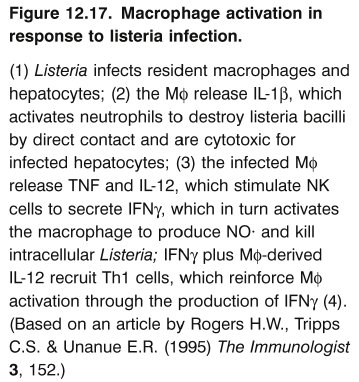 Figure 12.17. Macrophage activation in
response to listeria infection.
(1) Listeria infects resident macrophages and
hepatocytes; (2) the Mϕ release IL-1β, which
activates neutrophils to destroy listeria bacilli
by direct contact and are cytotoxic for
infected hepatocytes; (3) the infected Mϕ
release TNF and IL-12, which stimulate NK
cells to secrete IFNγ, which in turn activates
the macrophage to produce NO· and kill
intracellular Listeria; IFNγ plus Mϕ-derived
IL-12 recruit Th1 cells, which reinforce Mϕ
activation through the production of IFNγ (4).
(Based on an article by Rogers H.W., Tripps
C.S. & Unanue E.R. (1995) The Immunologist
3, 152.)